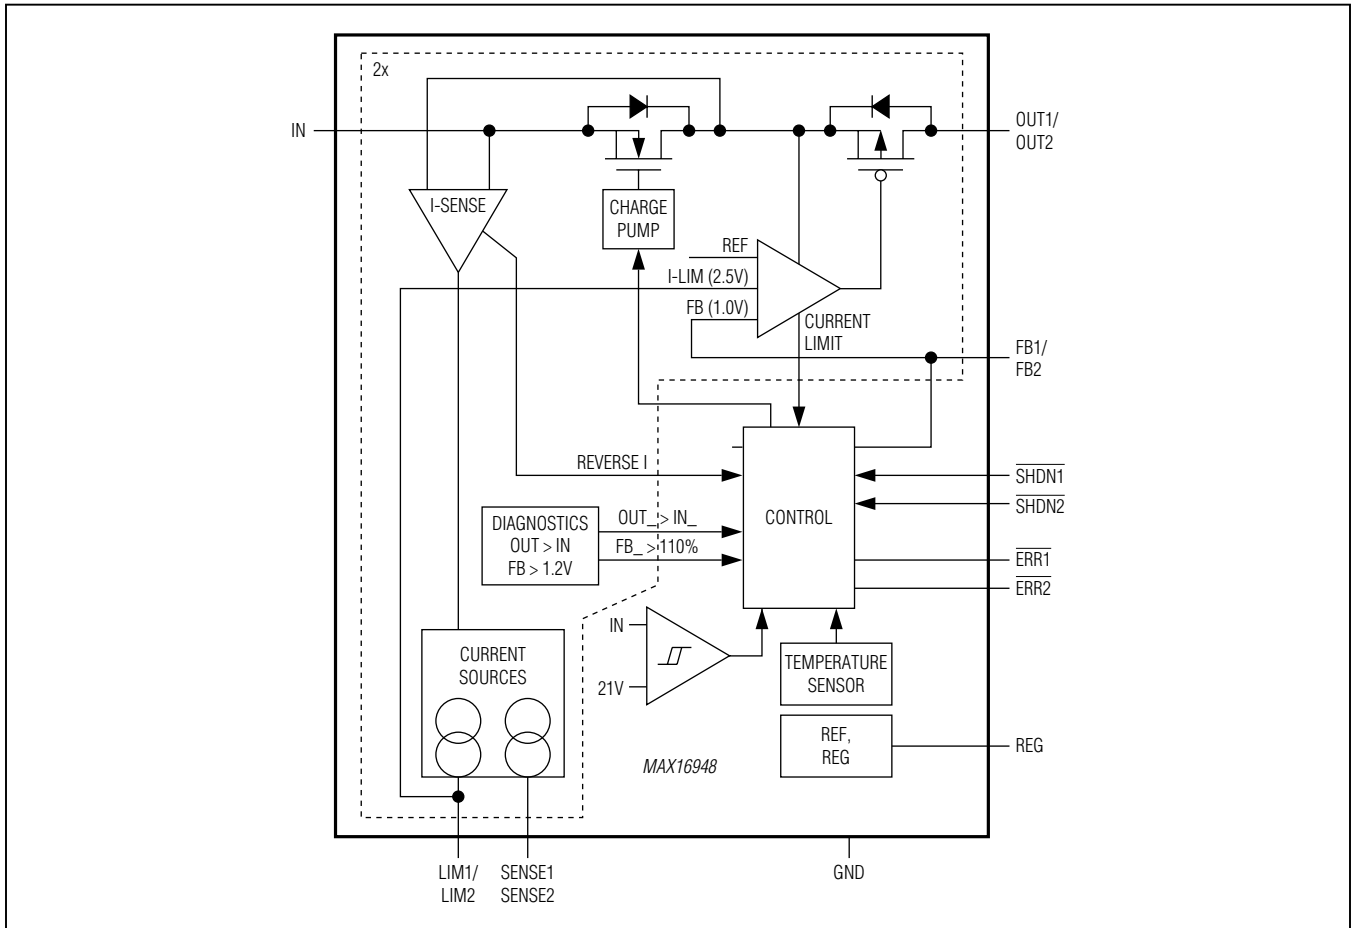 2x
IN
OUT1/
OUT2
I-SENSE
CHARGE
PUMP
REF
I-LIM (2.5V)
FB (1.0V)
CURRENT
LIMIT
FB1/
FB2
REVERSE I
SHDN1
SHDN2
CONTROL
DIAGNOSTICS
OUT > IN
FB > 1.2V
OUT_ > IN_
FB_ > 110%
ERR1
ERR2
IN
21V
CURRENT
SOURCES
TEMPERATURE
SENSOR
REF,
REG
REG
MAX16948
LIM1/
LIM2
SENSE1
SENSE2
GND